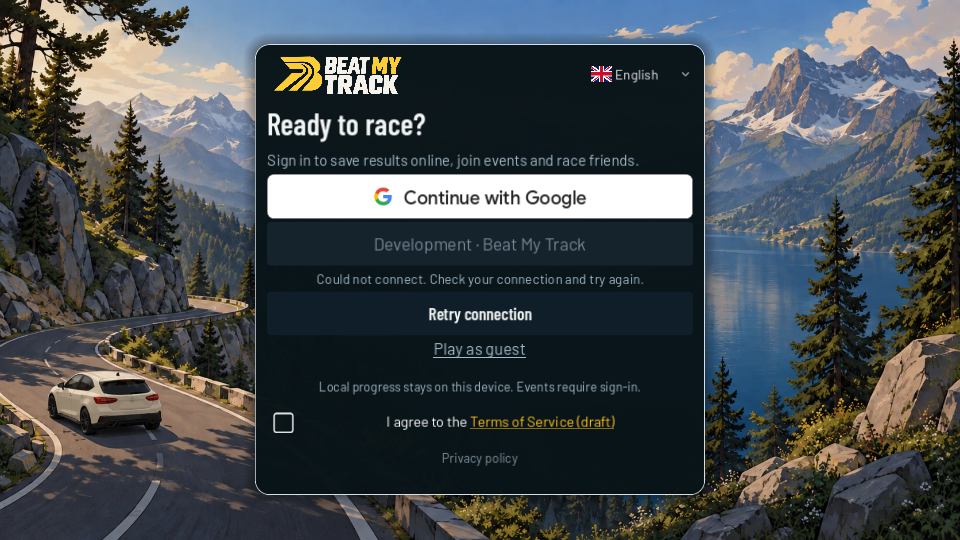 BEAT MY
TRACK
English
Ready to race?
Sign in to save results online, join events and race friends.
Continue with Google
Development · Beat My Track
Could not connect. Check your connection and try again.
Retry connection
Play as guest
Local progress stays on this device. Events require sign-in.
I agree to the Terms of Service (draft)
Privacy policy